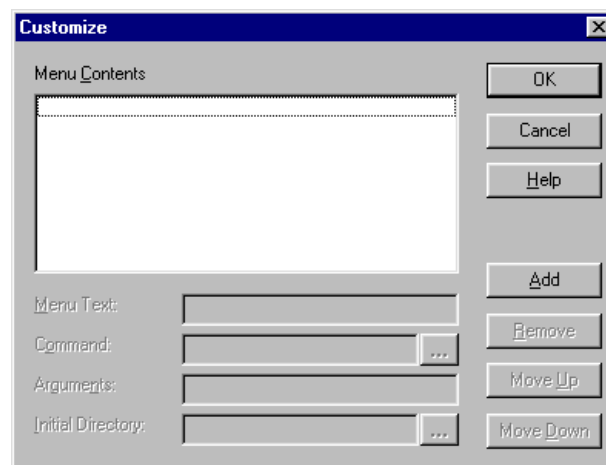 Customize
Menu Contents
OK
Cancel
Help
Add
Menu Text:
Remove
Command:
...
Arguments:
Move Up
Initial Directory:
...
Move Down